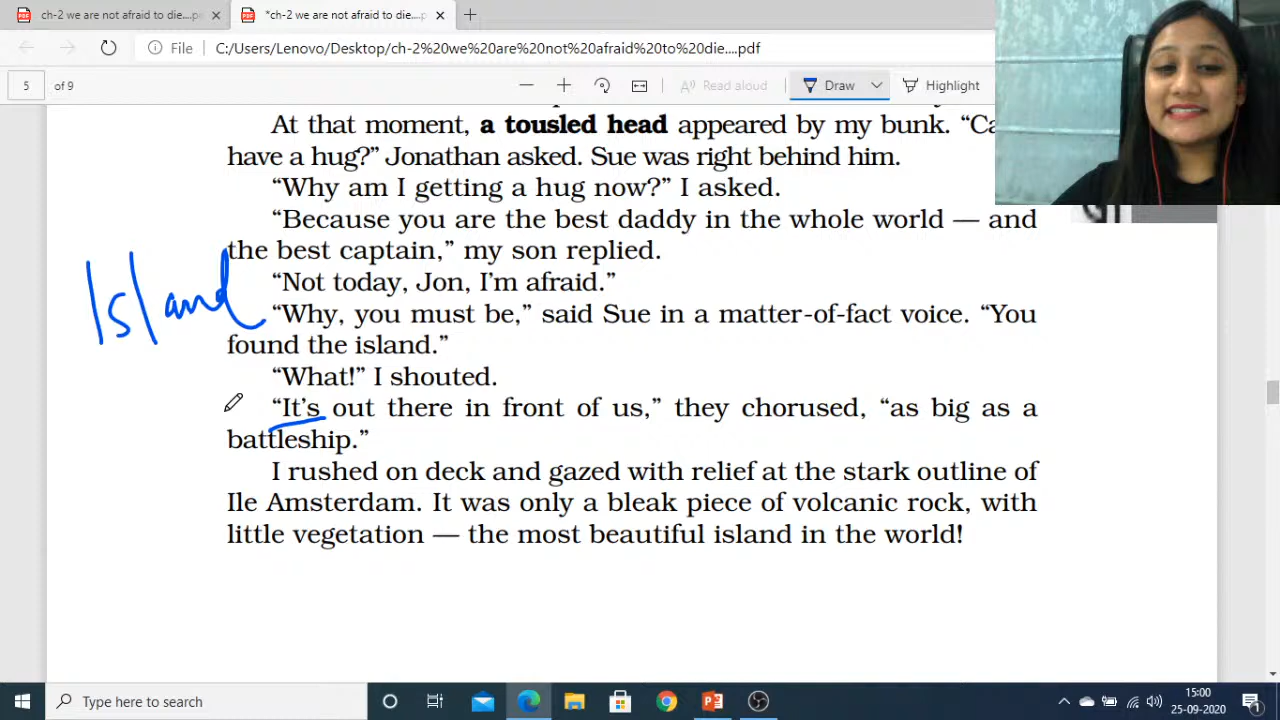 ch-2 we are not afraid to die....p
*ch-2 we are not afraid to die....p
File C:/Users/Lenovo/Desktop/ch-2%20we%20are%20not%20afraid%20to%20die....pdf
5 of 9 Read aloud Draw Highlight
At that moment, a tousled head appeared by my bunk. “Ca
have a hug?” Jonathan asked. Sue was right behind him.
“Why am I getting a hug now?” I asked.
“Because you are the best daddy in the whole world — and
the best captain,” my son replied.
“Not today, Jon, I’m afraid.”
Island
“Why, you must be,” said Sue in a matter-of-fact voice. “You
found the island.”
“What!” I shouted.
“It’s out there in front of us,” they chorused, “as big as a
battleship.”
I rushed on deck and gazed with relief at the stark outline of
Ile Amsterdam. It was only a bleak piece of volcanic rock, with
little vegetation — the most beautiful island in the world!
Type here to search
15:00
25-09-2020